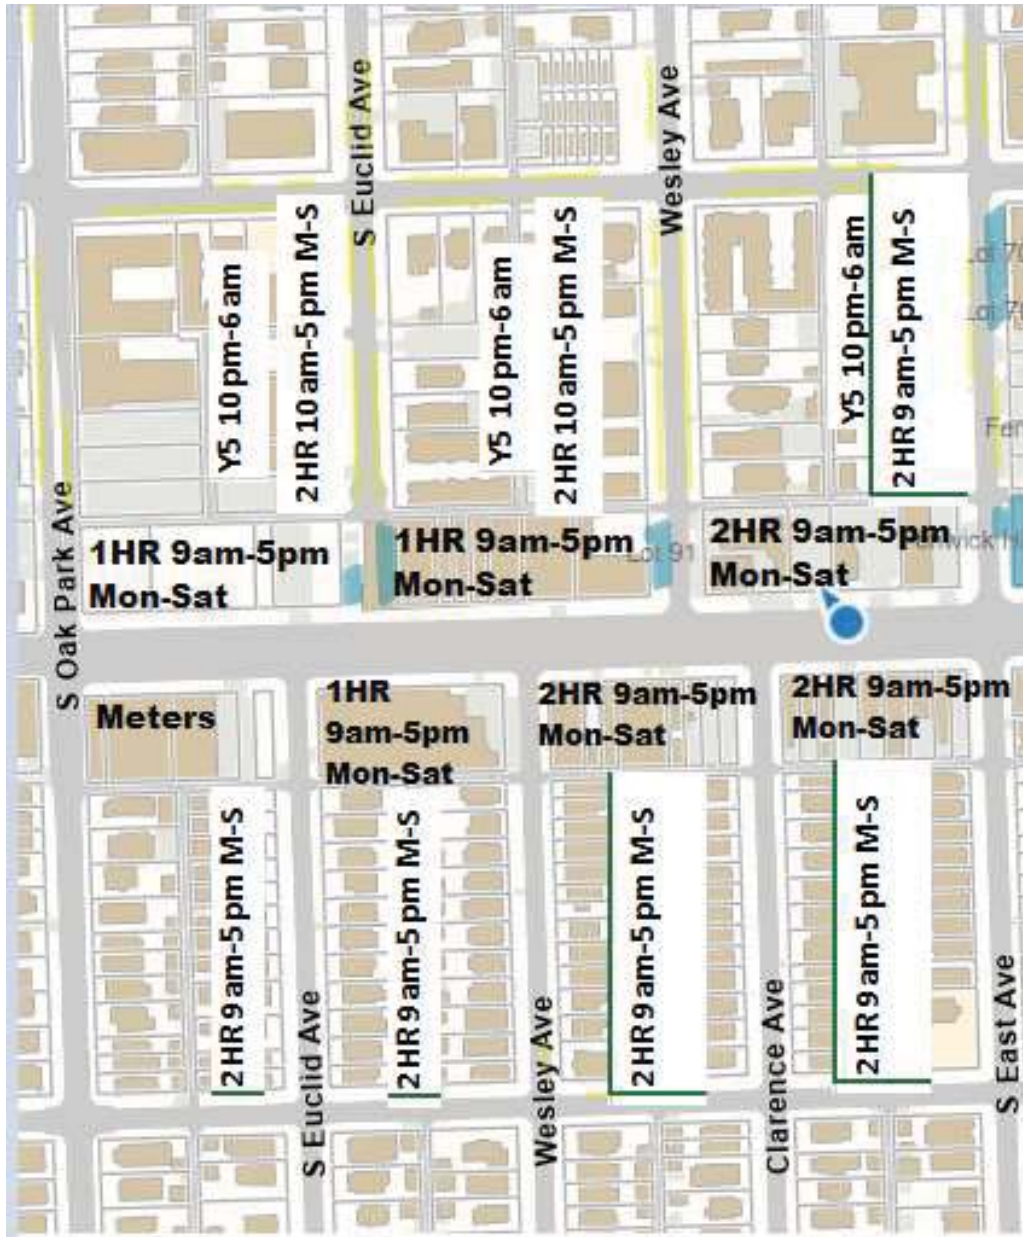 S Euclid Ave
Wesley Ave
Y5 10pm-6am
2HR 10am-5pm M-S
Y5 10pm-6am
2HR 10am-5pm M-S
Y5 10pm-6am
2HR 9am-5pm M-S
S Oak Park Ave
1HR 9am-5pm
Mon-Sat
1HR 9am-5pm
Mon-Sat
Lot 91
2HR 9am-5pm
Mon-Sat
Meters
1HR
9am-5pm
Mon-Sat
2HR 9am-5pm
Mon-Sat
2HR 9am-5pm
Mon-Sat
2HR 9am-5pm M-S
2HR 9am-5pm M-S
2HR 9am-5pm M-S
2HR 9am-5pm M-S
S Euclid Ave
Wesley Ave
Clarence Ave
S East Ave